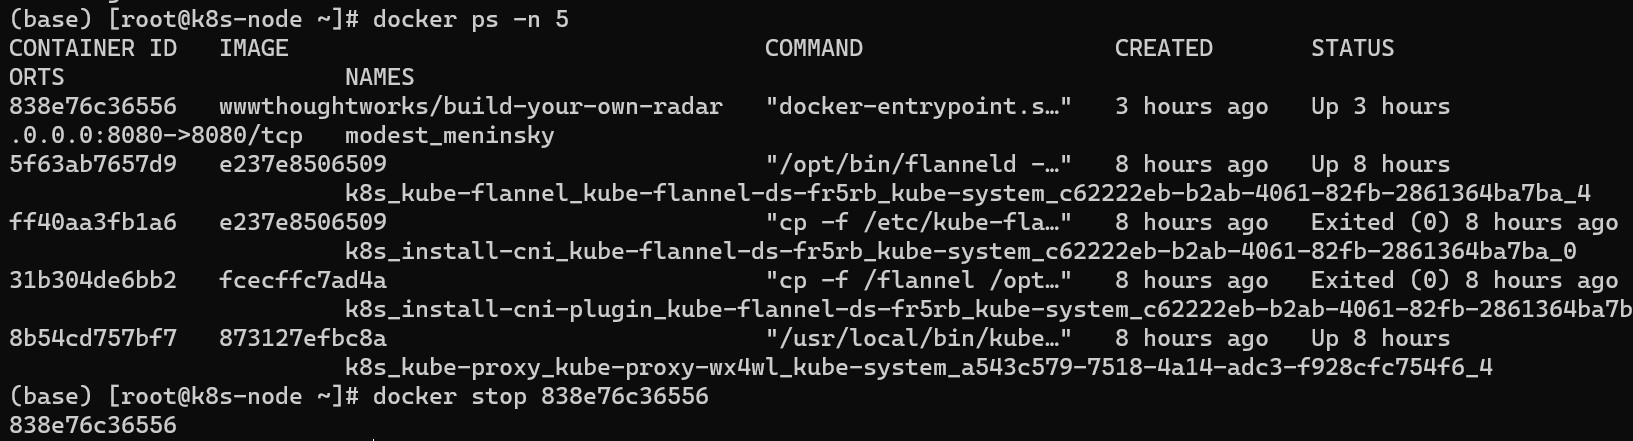 (base) [root@k8s-node ~]# docker ps -n 5
CONTAINER ID   IMAGE                                  COMMAND                  CREATED       STATUS
ORTS                    NAMES
838e76c36556   wwwthoughtworks/build-your-own-radar   "docker-entrypoint.s…"   3 hours ago   Up 3 hours
.0.0.0:8080->8080/tcp   modest_meninsky
5f63ab7657d9   e237e8506509                           "/opt/bin/flanneld -…"   8 hours ago   Up 8 hours
                        k8s_kube-flannel_kube-flannel-ds-fr5rb_kube-system_c62222eb-b2ab-4061-82fb-2861364ba7ba_4
ff40aa3fb1a6   e237e8506509                           "cp -f /etc/kube-fla…"   8 hours ago   Exited (0) 8 hours ago
                        k8s_install-cni_kube-flannel-ds-fr5rb_kube-system_c62222eb-b2ab-4061-82fb-2861364ba7ba_0
31b304de6bb2   fcecffc7ad4a                           "cp -f /flannel /opt…"   8 hours ago   Exited (0) 8 hours ago
                        k8s_install-cni-plugin_kube-flannel-ds-fr5rb_kube-system_c62222eb-b2ab-4061-82fb-2861364ba7b
8b54cd757bf7   873127efbc8a                           "/usr/local/bin/kube…"   8 hours ago   Up 8 hours
                        k8s_kube-proxy_kube-proxy-wx4wl_kube-system_a543c579-7518-4a14-adc3-f928cfc754f6_4
(base) [root@k8s-node ~]# docker stop 838e76c36556
838e76c36556